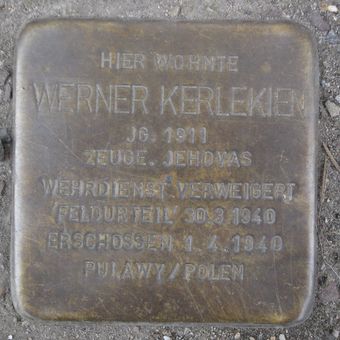 HIER WOHNTE
WERNER KERLEKIEN
JG. 1911
ZEUGE JEHOVAS
WEHRDIENST VERWEIGERT
'FELDURTEIL' 30.3.1940
ERSCHOSSEN 1.4.1940
PUŁAWY/POLEN